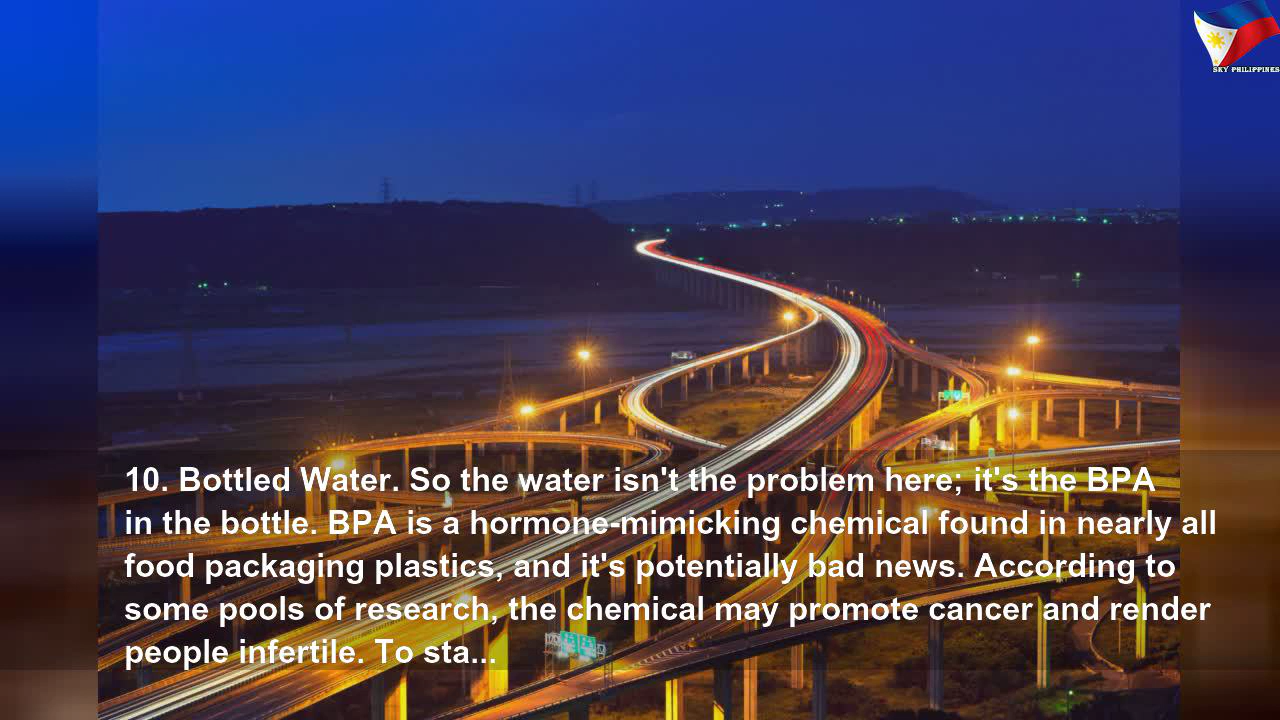 SKY PHILIPPINES
10. Bottled Water. So the water isn't the problem here; it's the BPA
in the bottle. BPA is a hormone-mimicking chemical found in nearly all
food packaging plastics, and it's potentially bad news. According to
some pools of research, the chemical may promote cancer and render
people infertile. To sta...